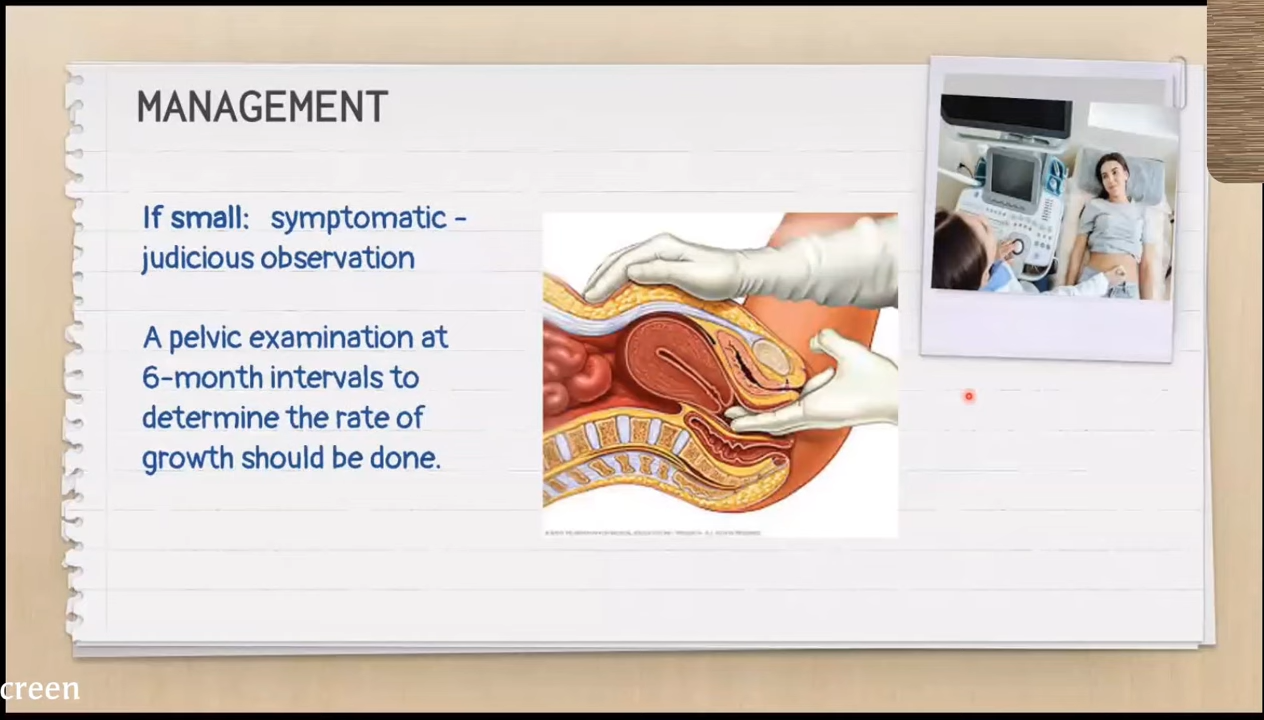 MANAGEMENT
If small: symptomatic -
judicious observation
A pelvic examination at
6-month intervals to
determine the rate of
growth should be done.
creen